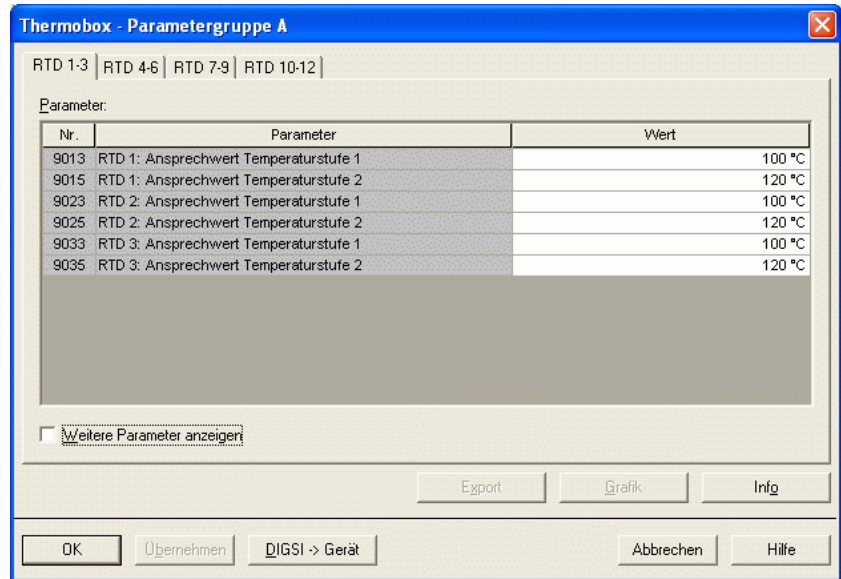 Thermobox - Parametergruppe A
RTD 1-3 RTD 4-6 RTD 7-9 RTD 10-12
Parameter:
Nr. Parameter Wert
9013 RTD 1: Ansprechwert Temperaturstufe 1 100 °C
9015 RTD 1: Ansprechwert Temperaturstufe 2 120 °C
9023 RTD 2: Ansprechwert Temperaturstufe 1 100 °C
9025 RTD 2: Ansprechwert Temperaturstufe 2 120 °C
9033 RTD 3: Ansprechwert Temperaturstufe 1 100 °C
9035 RTD 3: Ansprechwert Temperaturstufe 2 120 °C
Weitere Parameter anzeigen
Export Grafik Info
OK Übernehmen DIGSI -> Gerät Abbrechen Hilfe